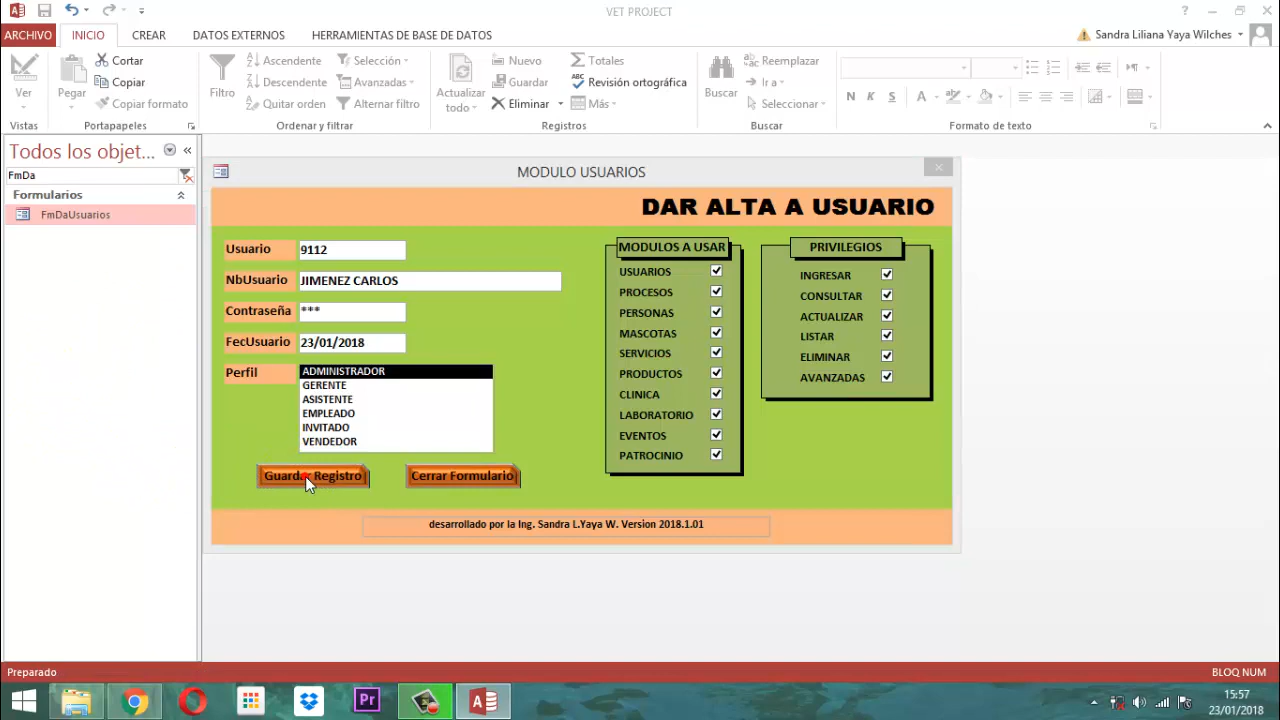 VET PROJECT
?
ARCHIVO INICIO CREAR DATOS EXTERNOS HERRAMIENTAS DE BASE DE DATOS
Sandra Liliana Yaya Wilches
Ver
Vistas
Pegar
Cortar
Copiar
Copiar formato
Portapapeles
Filtro
Ascendente
Descendente
Quitar orden
Selección
Avanzadas
Alternar filtro
Ordenar y filtrar
Actualizar
todo
Nuevo
Guardar
Eliminar
Totales
Revisión ortográfica
Más
Registros
Buscar
Reemplazar
Ir a
Seleccionar
Buscar
N K S A
Formato de texto
Todos los objet...
FmDa
Formularios
FmDaUsuarios
MODULO USUARIOS
DAR ALTA A USUARIO
Usuario 9112
NbUsuario JIMENEZ CARLOS
Contraseña ***
FecUsuario 23/01/2018
Perfil
ADMINISTRADOR
GERENTE
ASISTENTE
EMPLEADO
INVITADO
VENDEDOR
Guardar Registro
Cerrar Formulario
MODULOS A USAR
USUARIOS
PROCESOS
PERSONAS
MASCOTAS
SERVICIOS
PRODUCTOS
CLINICA
LABORATORIO
EVENTOS
PATROCINIO
PRIVILEGIOS
INGRESAR
CONSULTAR
ACTUALIZAR
LISTAR
ELIMINAR
AVANZADAS
desarrollado por la Ing. Sandra L.Yaya W. Version 2018.1.01
Preparado
BLOQ NUM
Pr
15:57
23/01/2018